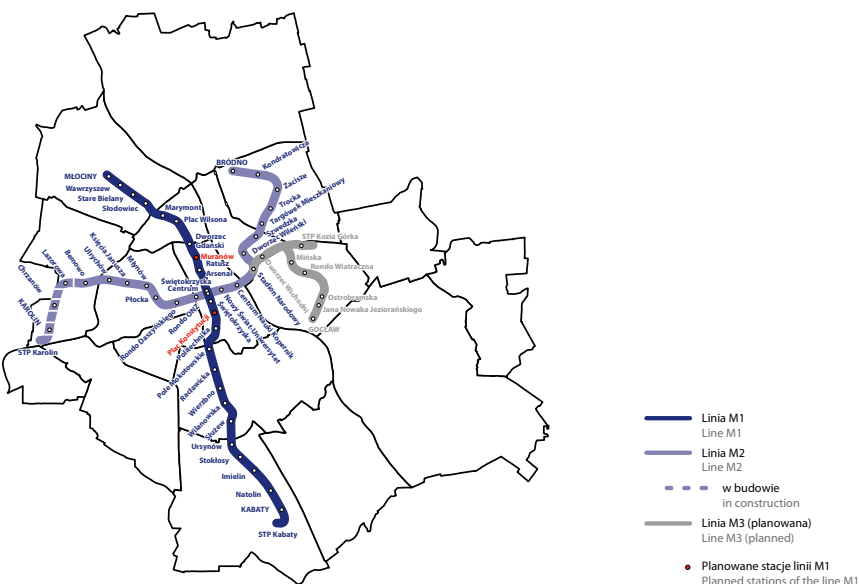 BRÓDNO
Kondratowicza
Zacisze
Trocka
Targówek Mieszkaniowy
Szwedzka
Dworzec Wileński
MŁOCINY
Wawrzyszew
Stare Bielany
Słodowiec
Marymont
Plac Wilsona
Dworzec
Gdański
Muranów
Ratusz
Arsenał
Świętokrzyska
Centrum
STP Kozia Górka
Mińska
Rondo Wiatraczna
Dworzec Wschodni
Ostrobramska
Jana Nowaka Jeziorańskiego
GOCŁAW
Stadion Narodowy
Centrum Nauki Kopernik
Nowy Świat-Uniwersytet
Świętokrzyska
Rondo ONZ
Rondo Daszyńskiego
Płocka
Młynów
Księcia Janusza
Ulrychów
Bemowo
Lazurowa
Chrzanów
KAROLIN
STP Karolin
Plac Konstytucji
Politechnika
Pole Mokotowskie
Racławicka
Wierzbno
Wilanowska
Służew
Ursynów
Stokłosy
Imielin
Natolin
KABATY
STP Kabaty
Linia M1
Line M1
Linia M2
Line M2
w budowie
in construction
Linia M3 (planowana)
Line M3 (planned)
Planowane stacje linii M1
Planned stations of the line M1